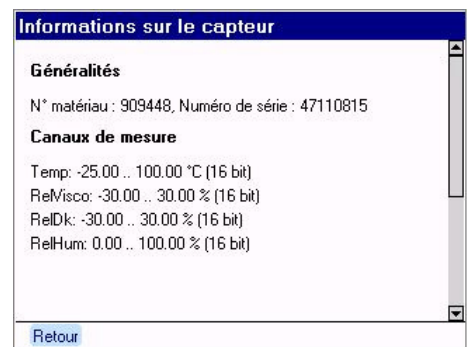 Informations sur le capteur
Généralités
N° matériau : 909448, Numéro de série : 47110815
Canaux de mesure
Temp: -25.00 .. 100.00 °C (16 bit)
RelVisco: -30.00 .. 30.00 % (16 bit)
RelDk: -30.00 .. 30.00 % (16 bit)
RelHum: 0.00 .. 100.00 % (16 bit)
Retour